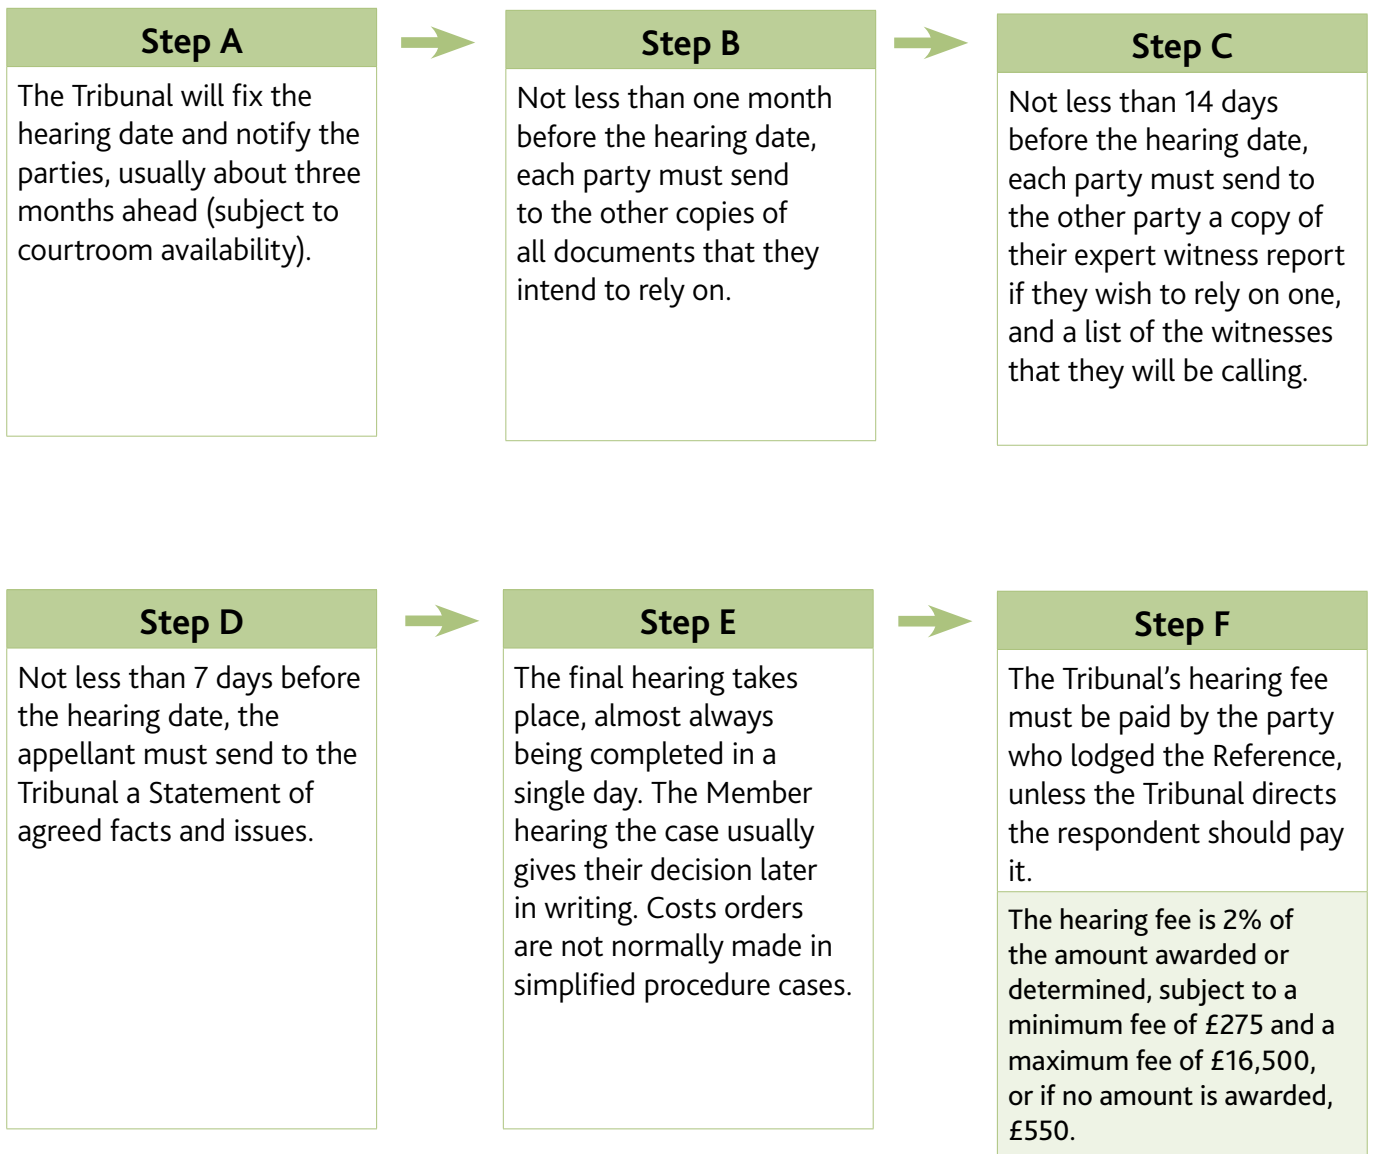 Step A
The Tribunal will fix the
hearing date and notify the
parties, usually about three
months ahead (subject to
courtroom availability).
Step B
Not less than one month
before the hearing date,
each party must send
to the other copies of
all documents that they
intend to rely on.
Step C
Not less than 14 days
before the hearing date,
each party must send to
the other party a copy of
their expert witness report
if they wish to rely on one,
and a list of the witnesses
that they will be calling.
Step D
Not less than 7 days before
the hearing date, the
appellant must send to the
Tribunal a Statement of
agreed facts and issues.
Step E
The final hearing takes
place, almost always
being completed in a
single day. The Member
hearing the case usually
gives their decision later
in writing. Costs orders
are not normally made in
simplified procedure cases.
Step F
The Tribunal’s hearing fee
must be paid by the party
who lodged the Reference,
unless the Tribunal directs
the respondent should pay
it.
The hearing fee is 2% of
the amount awarded or
determined, subject to a
minimum fee of £275 and a
maximum fee of £16,500,
or if no amount is awarded,
£550.